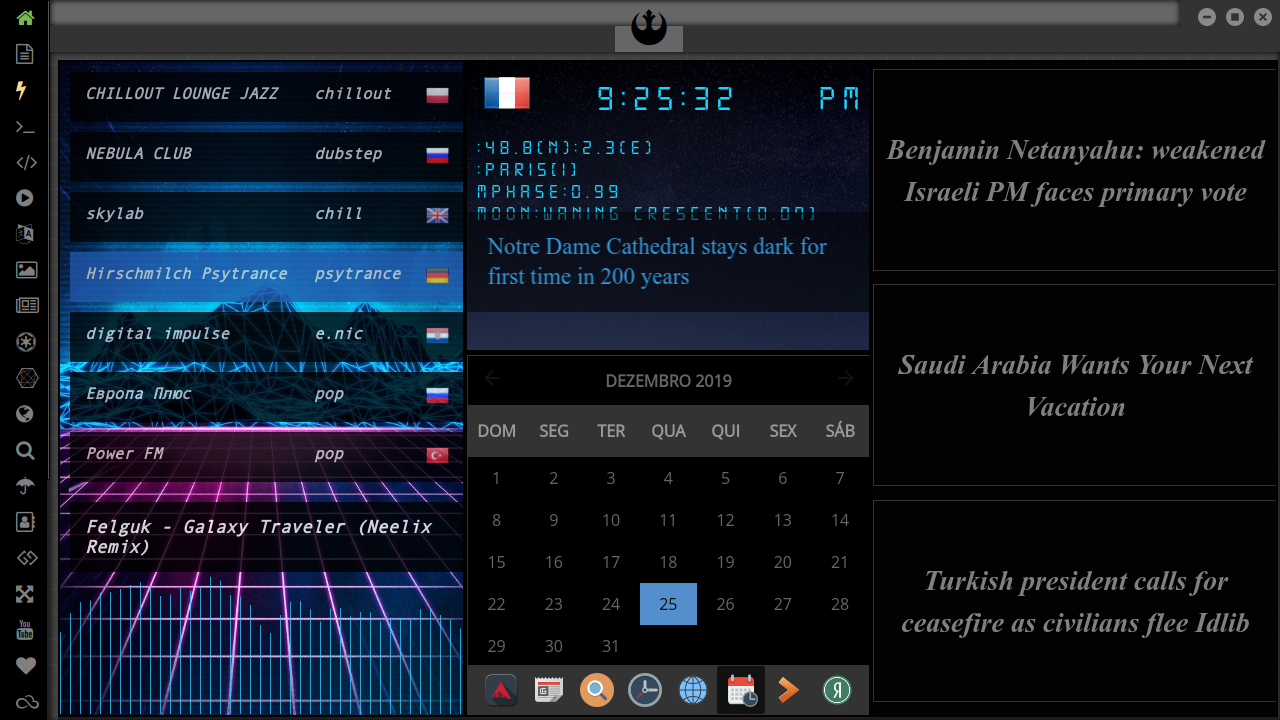 CHILLOUT LOUNGE JAZZ chillout
NEBULA CLUB dubstep
skylab chill
Hirschmilch Psytrance psytrance
digital impulse e.nic
Европа Плюс pop
Power FM pop
Felguk - Galaxy Traveler (Neelix
Remix)
9:25:32 PM
:48.8(N):2.3(E)
:PARIS(1)
MPHASE:0.99
MOON:WANING CRESCENT(0.07)
Notre Dame Cathedral stays dark for
first time in 200 years
DEZEMBRO 2019
DOM SEG TER QUA QUI SEX SÁB
1 2 3 4 5 6 7
8 9 10 11 12 13 14
15 16 17 18 19 20 21
22 23 24 25 26 27 28
29 30 31
Я
Benjamin Netanyahu: weakened
Israeli PM faces primary vote
Saudi Arabia Wants Your Next
Vacation
Turkish president calls for
ceasefire as civilians flee Idlib
You
Tube